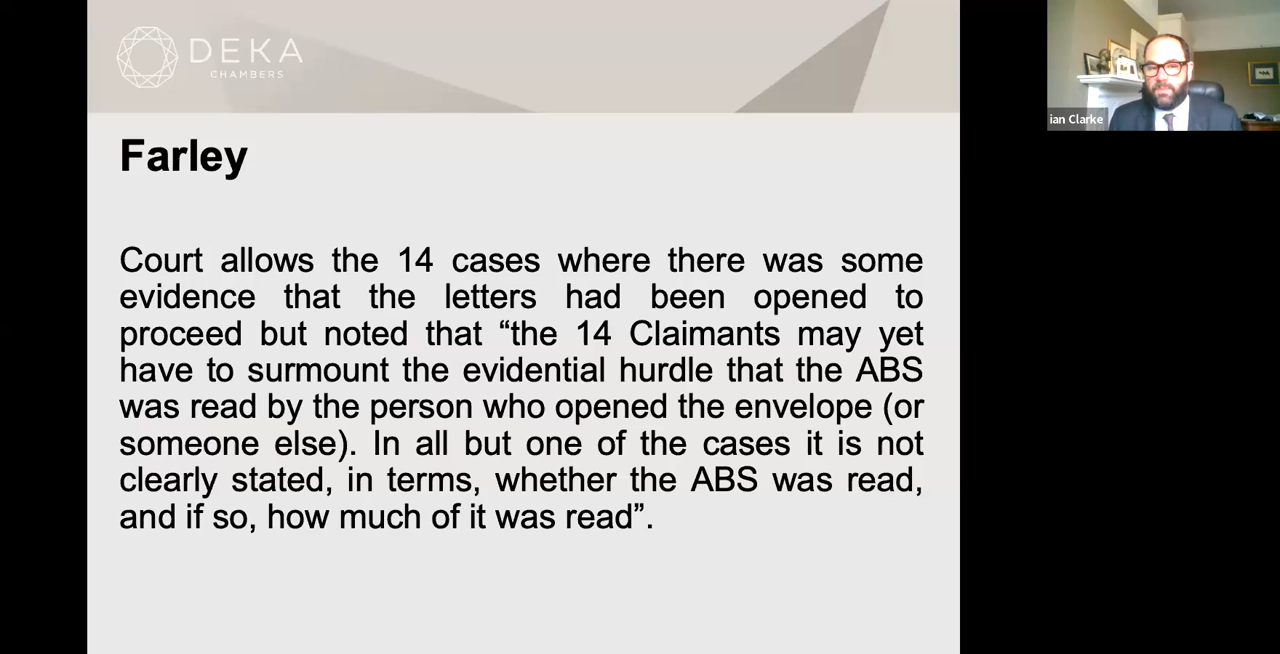 DEKA
CHAMBERS
ian Clarke
Farley
Court allows the 14 cases where there was some
evidence that the letters had been opened to
proceed but noted that “the 14 Claimants may yet
have to surmount the evidential hurdle that the ABS
was read by the person who opened the envelope (or
someone else). In all but one of the cases it is not
clearly stated, in terms, whether the ABS was read,
and if so, how much of it was read”.